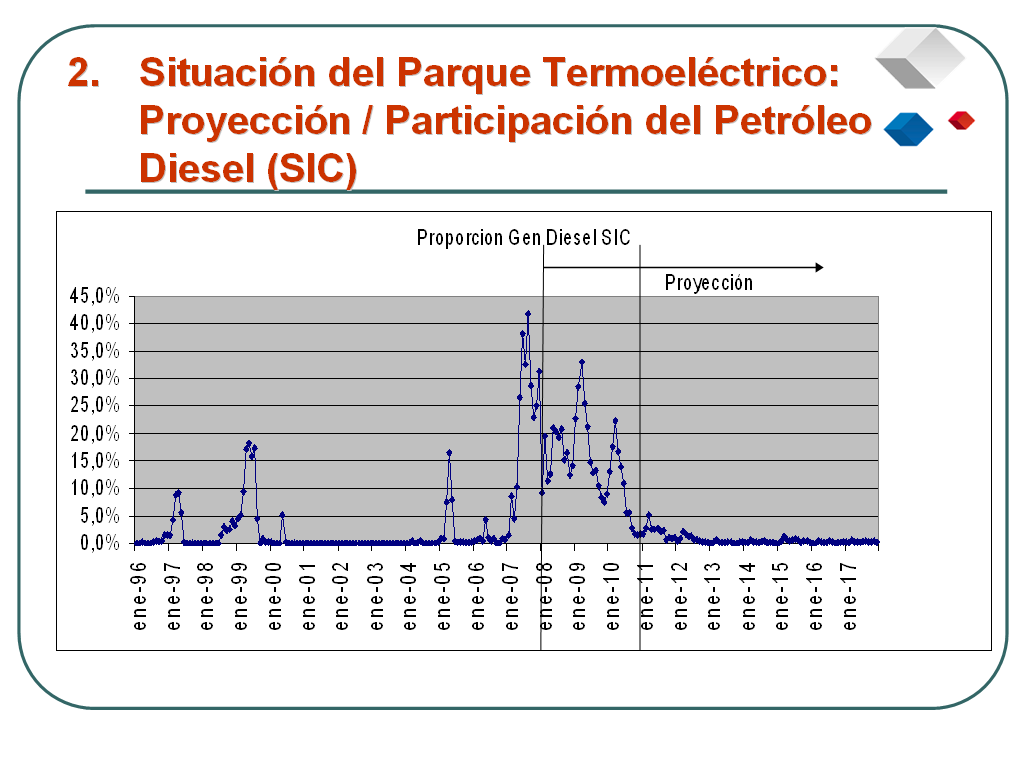 2. Situación del Parque Termoeléctrico:
Proyección / Participación del Petróleo
Diesel (SIC)
Proporcion Gen Diesel SIC
Proyección
45,0%
40,0%
35,0%
30,0%
25,0%
20,0%
15,0%
10,0%
5,0%
0,0%
ene-96
ene-97
ene-98
ene-99
ene-00
ene-01
ene-02
ene-03
ene-04
ene-05
ene-06
ene-07
ene-08
ene-09
ene-10
ene-11
ene-12
ene-13
ene-14
ene-15
ene-16
ene-17